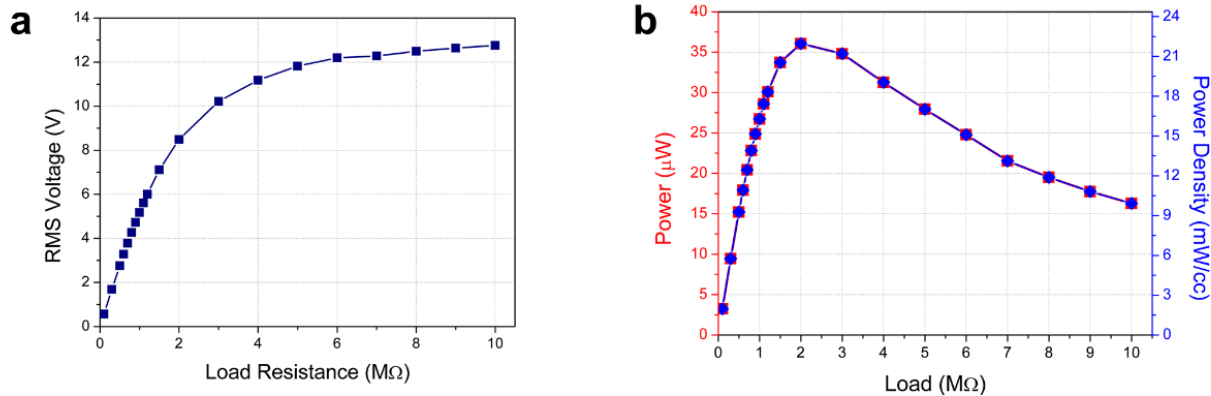 a
14
12
10
8
6
4
2
0
RMS Voltage (V)
0 2 4 6 8 10
Load Resistance (MΩ)
b
40
35
30
25
20
15
10
5
0
Power (μW)
24
21
18
15
12
9
6
3
0
Power Density (mW/cc)
0 1 2 3 4 5 6 7 8 9 10
Load (MΩ)